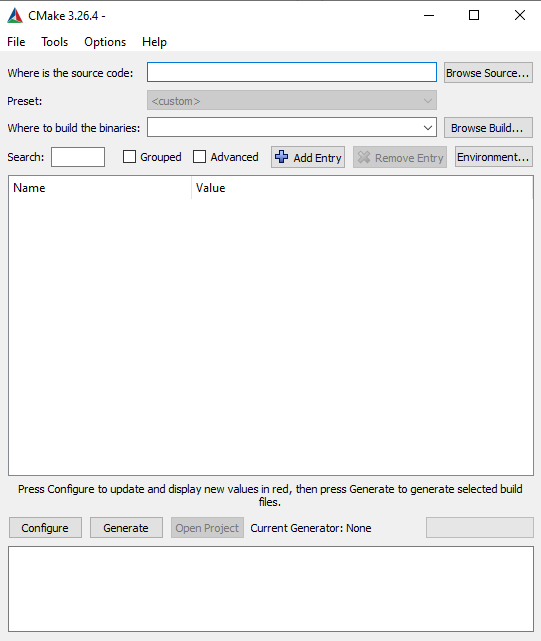 CMake 3.26.4 -
File Tools Options Help
Where is the source code: Browse Source...
Preset: <custom>
Where to build the binaries: Browse Build...
Search: Grouped Advanced Add Entry Remove Entry Environment...
Name Value
Press Configure to update and display new values in red, then press Generate to generate selected build
files.
Configure Generate Open Project Current Generator: None